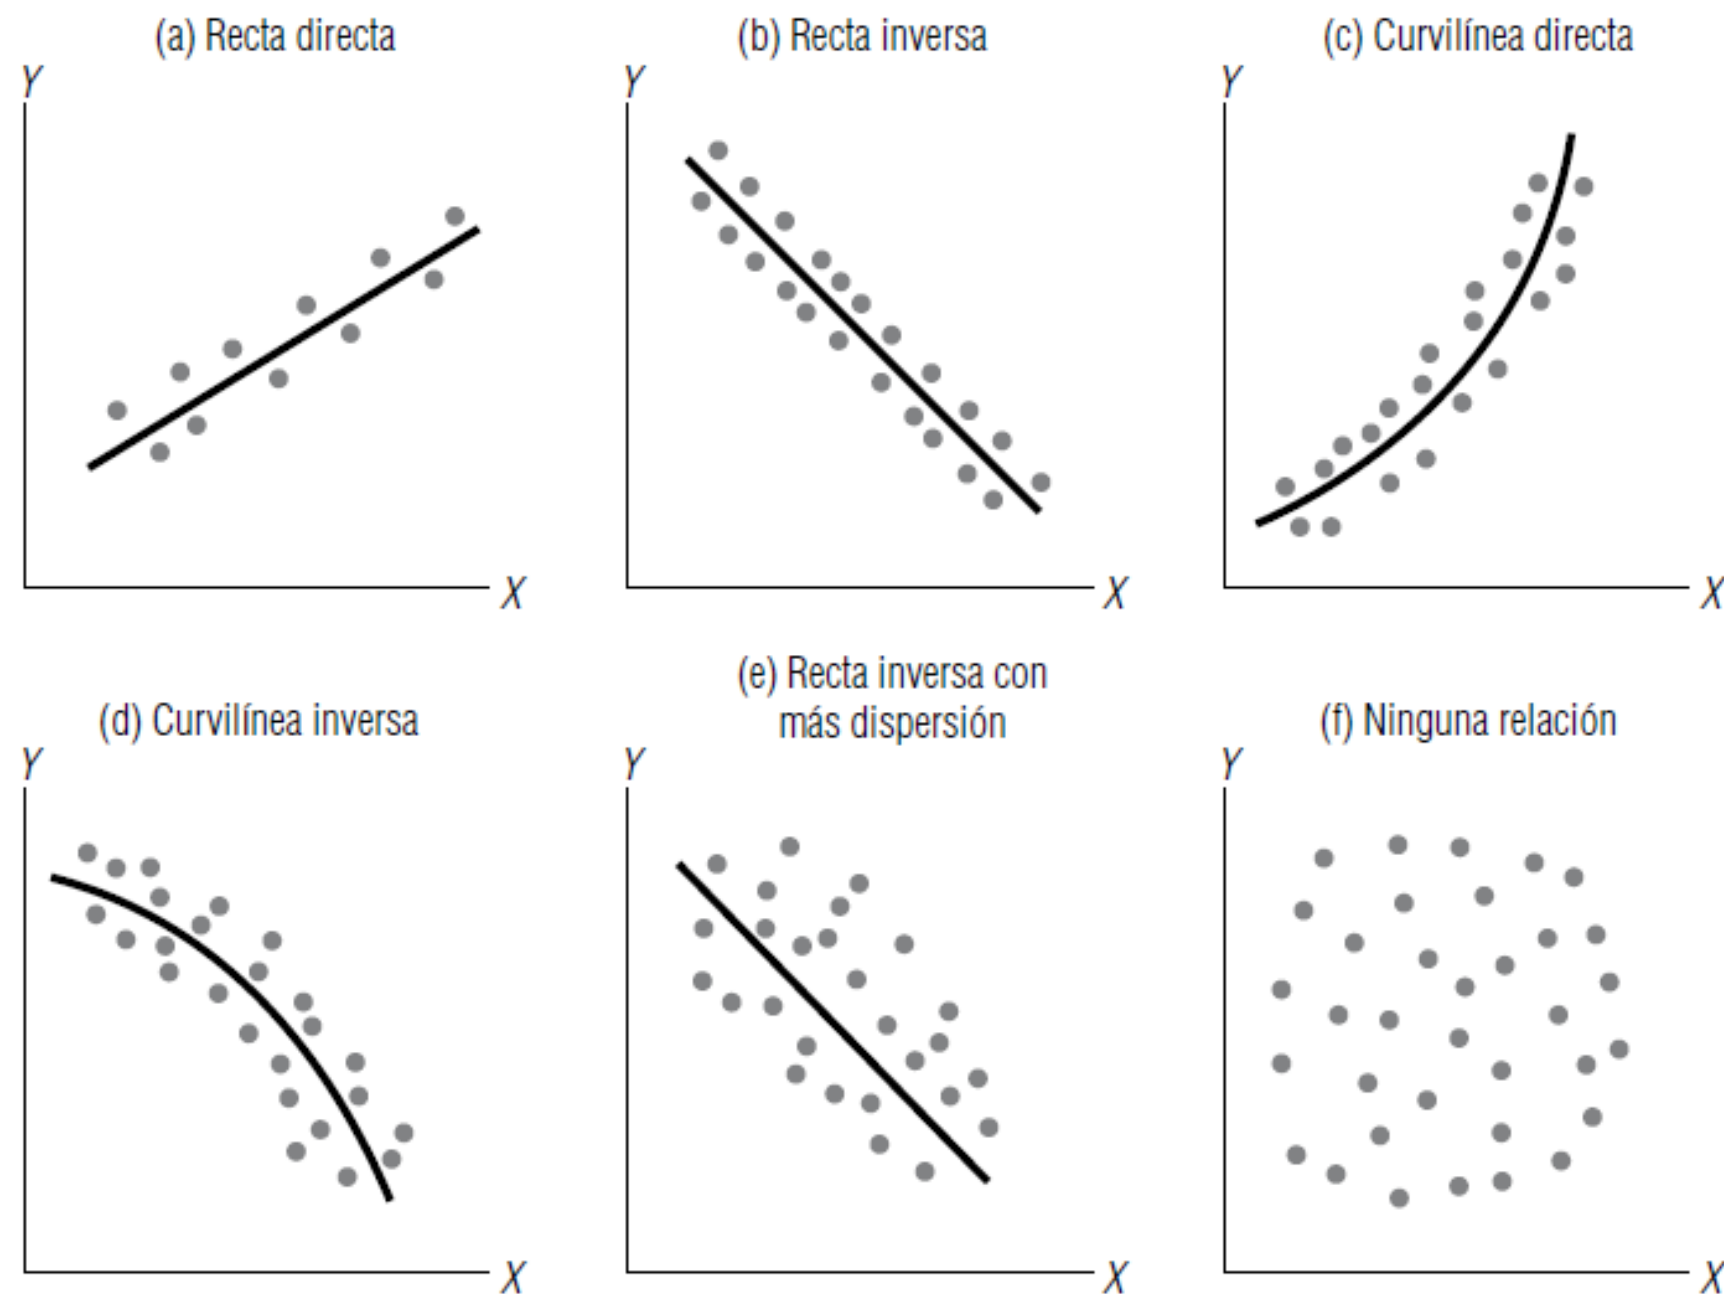 (a) Recta directa
(b) Recta inversa
(c) Curvilínea directa
Y
Y
Y
X
X
X
(d) Curvilínea inversa
(e) Recta inversa con
más dispersión
(f) Ninguna relación
Y
Y
Y
X
X
X